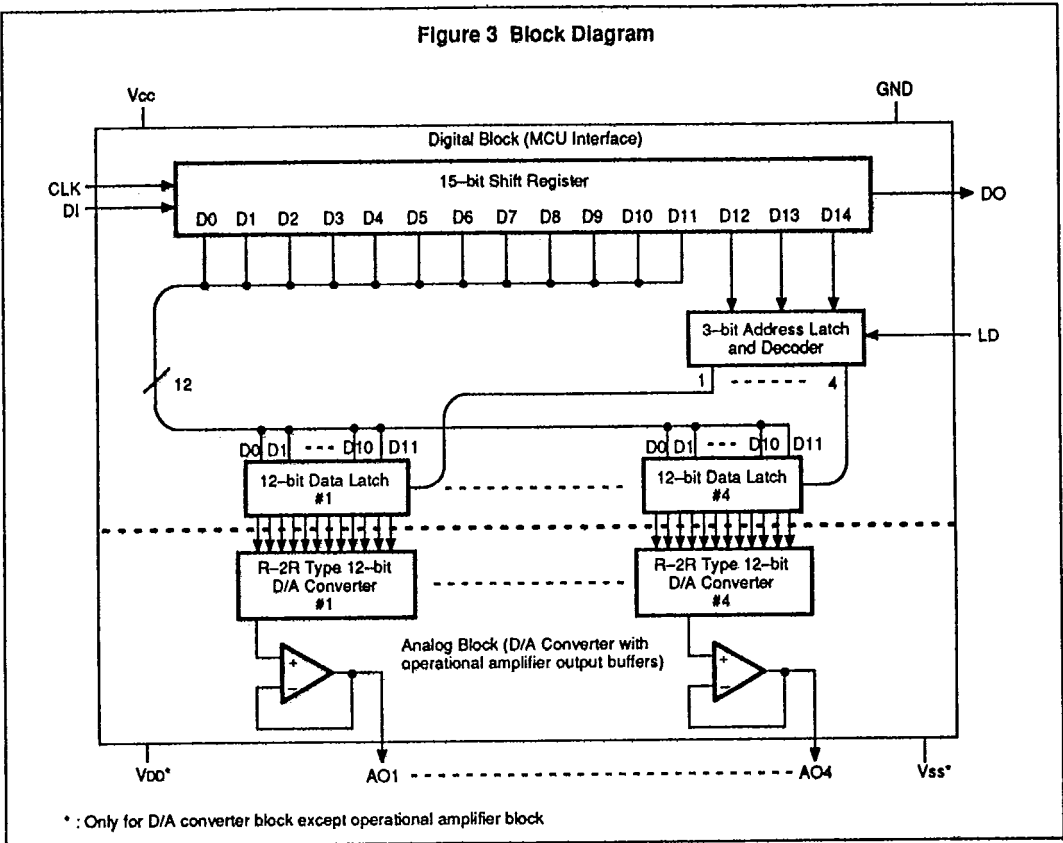 Figure 3 Block Diagram
Vcc
GND
Digital Block (MCU Interface)
15–bit Shift Register
CLK
DI
DO
D0 D1 D2 D3 D4 D5 D6 D7 D8 D9 D10 D11 D12 D13 D14
3–bit Address Latch
and Decoder
LD
1 4
12
D0 D1 D10 D11
D0 D1 D10 D11
12–bit Data Latch
#1
12–bit Data Latch
#4
R–2R Type 12–bit
D/A Converter
#1
R–2R Type 12–bit
D/A Converter
#4
Analog Block (D/A Converter with
operational amplifier output buffers)
+
–
+
–
VDD*
AO1
AO4
Vss*
* : Only for D/A converter block except operational amplifier block